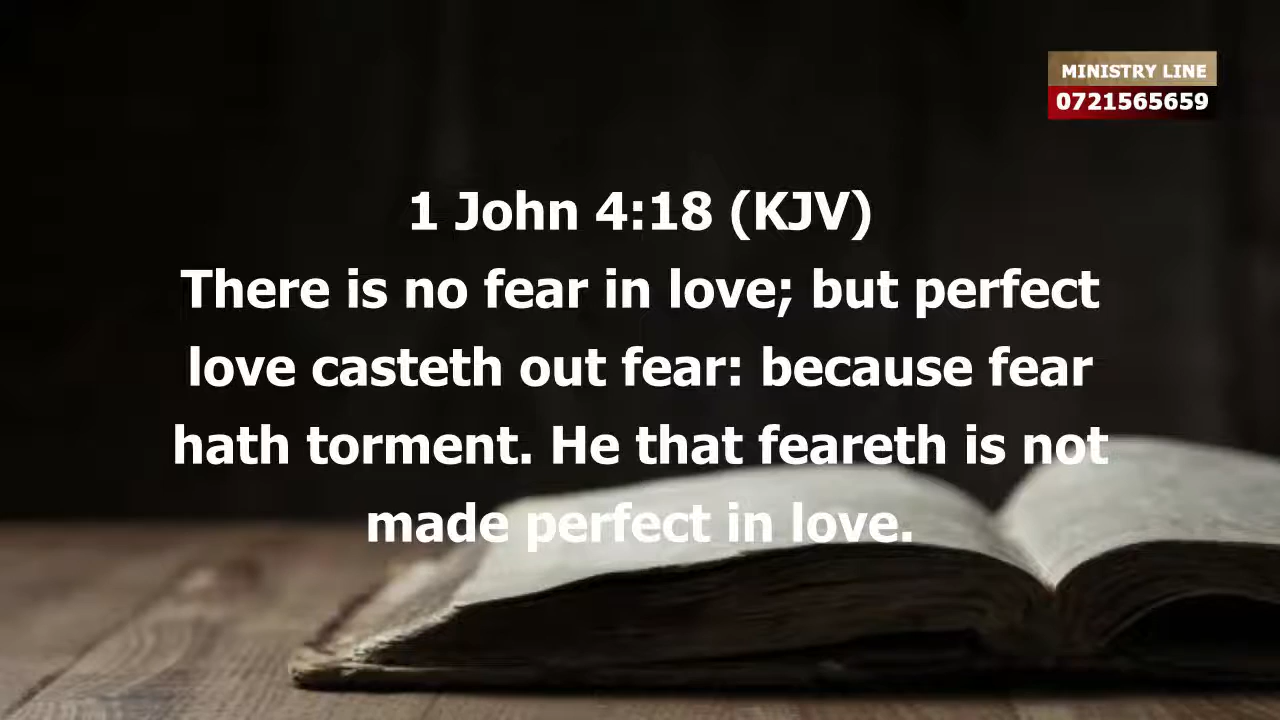 MINISTRY LINE
0721565659
1 John 4:18 (KJV)
There is no fear in love; but perfect
love casteth out fear: because fear
hath torment. He that feareth is not
made perfect in love.